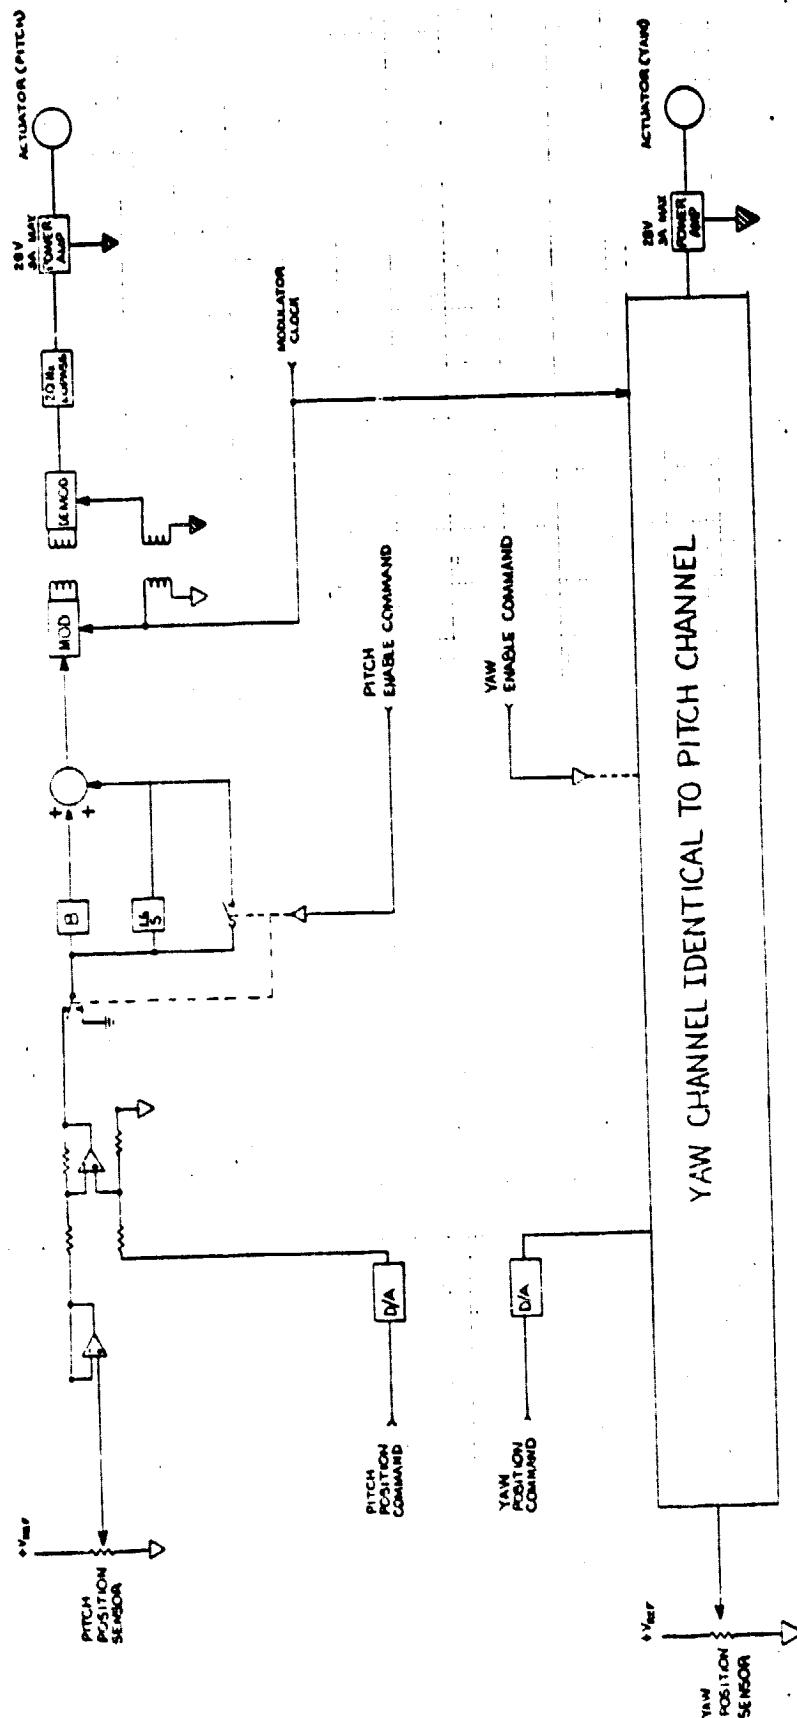 +VREF
PITCH
POSITION
SENSOR
PITCH
POSITION
COMMAND
D/A
B
+
+
S
PITCH
ENABLE COMMAND
MOD
DEMOD
MODULATOR
CLOCK
28V
3A MAX
POWER
AMP
ACTUATOR (PITCH)
+VREF
YAW
POSITION
SENSOR
YAW
POSITION
COMMAND
D/A
YAW
ENABLE COMMAND
YAW CHANNEL IDENTICAL TO PITCH CHANNEL
28V
3A MAX
POWER
AMP
ACTUATOR (YAW)